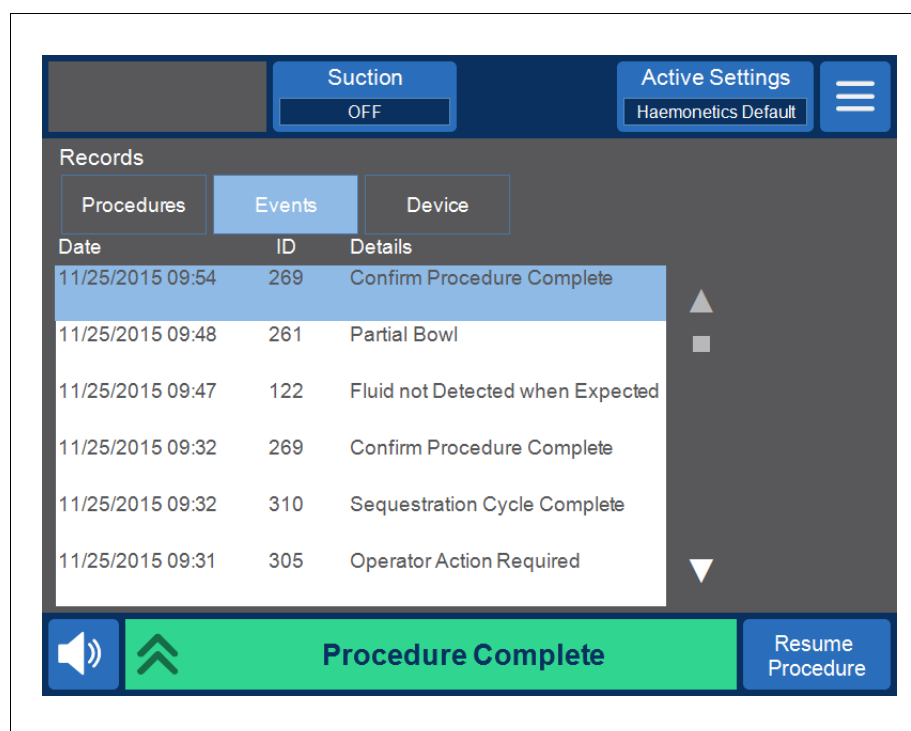 Suction
OFF
Active Settings
Haemonetics Default
Records
Procedures Events Device
Date ID Details
11/25/2015 09:54 269 Confirm Procedure Complete
11/25/2015 09:48 261 Partial Bowl
11/25/2015 09:47 122 Fluid not Detected when Expected
11/25/2015 09:32 269 Confirm Procedure Complete
11/25/2015 09:32 310 Sequestration Cycle Complete
11/25/2015 09:31 305 Operator Action Required
Procedure Complete
Resume
Procedure